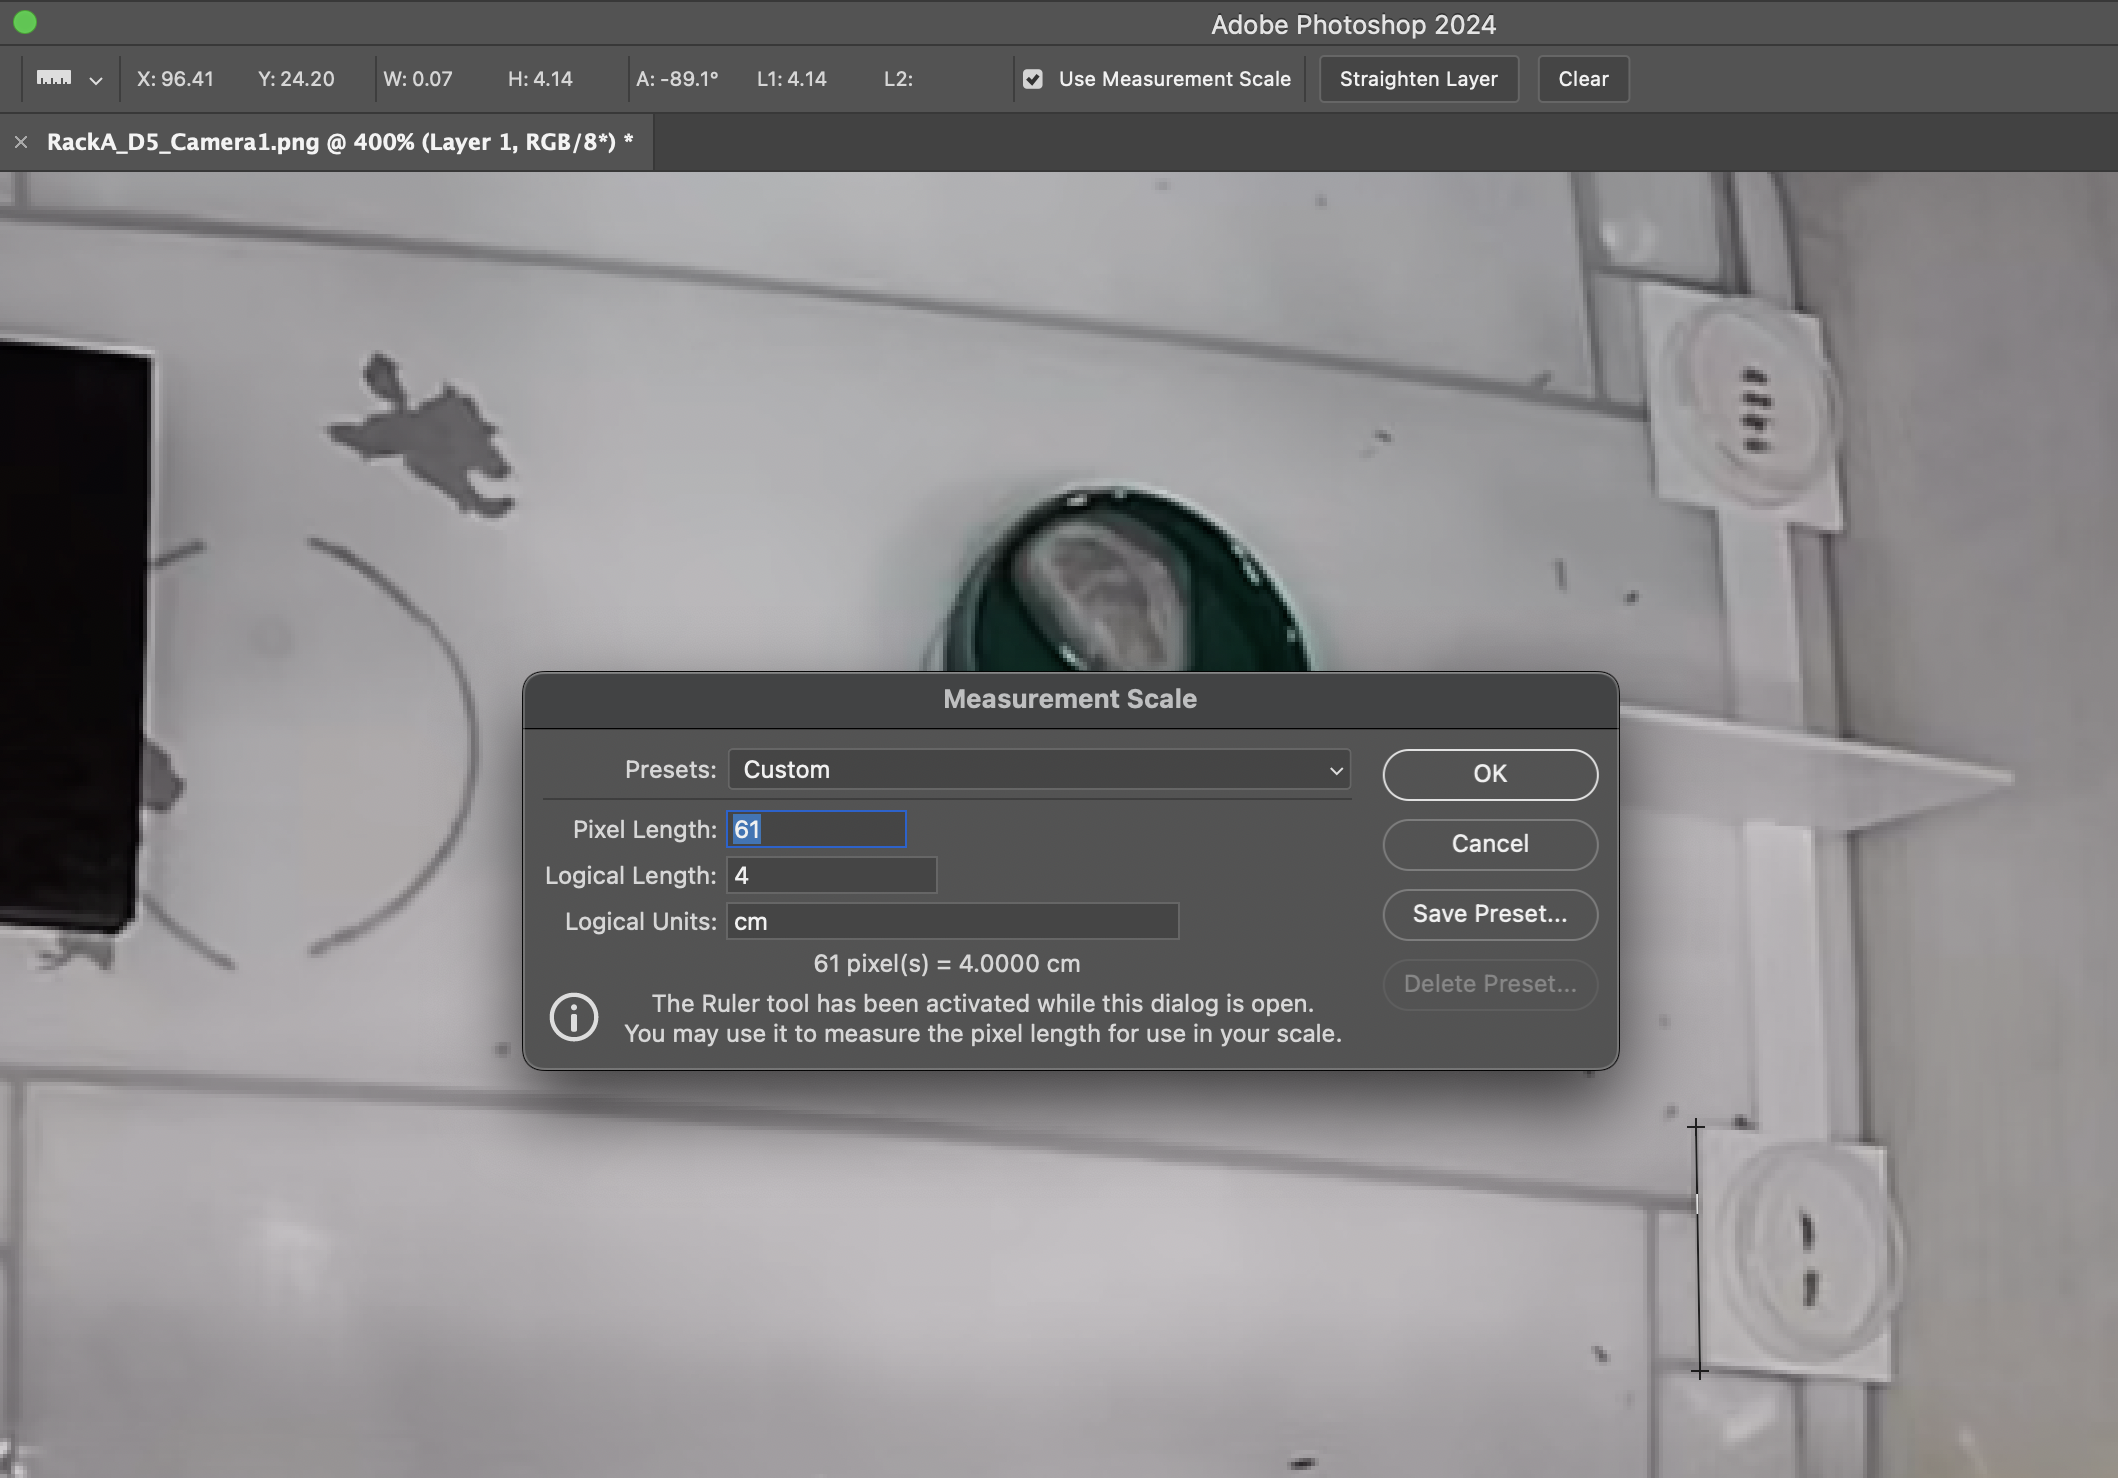 Adobe Photoshop 2024
X: 96.41 Y: 24.20 W: 0.07 H: 4.14 A: -89.1° L1: 4.14 L2: Use Measurement Scale Straighten Layer Clear
RackA_D5_Camera1.png @ 400% (Layer 1, RGB/8*) *
Measurement Scale
Presets: Custom
OK
Pixel Length: 61
Cancel
Logical Length: 4
Logical Units: cm
Save Preset...
61 pixel(s) = 4.0000 cm
Delete Preset...
The Ruler tool has been activated while this dialog is open.
You may use it to measure the pixel length for use in your scale.